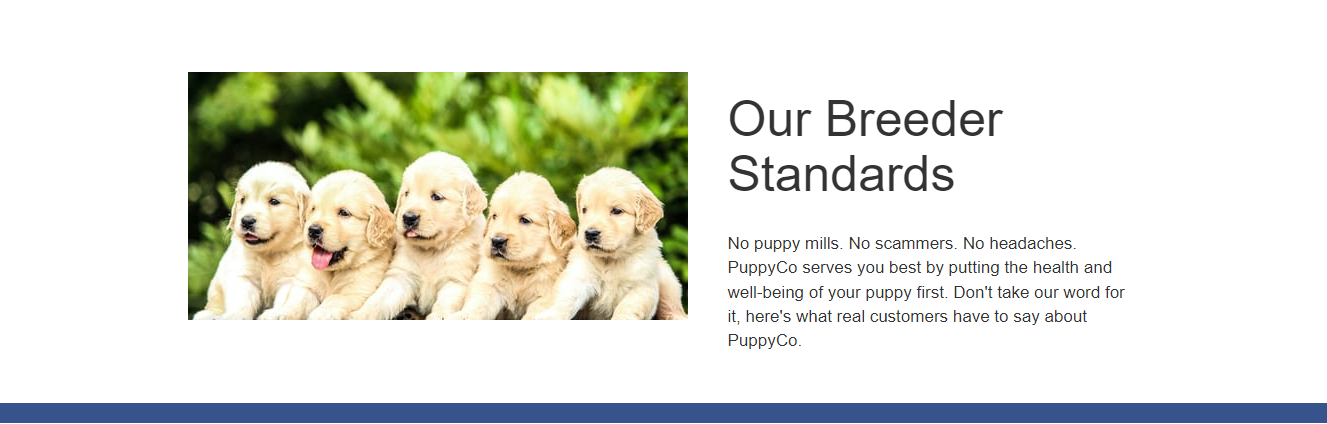 Our Breeder
Standards
No puppy mills. No scammers. No headaches.
PuppyCo serves you best by putting the health and
well-being of your puppy first. Don't take our word for
it, here's what real customers have to say about
PuppyCo.